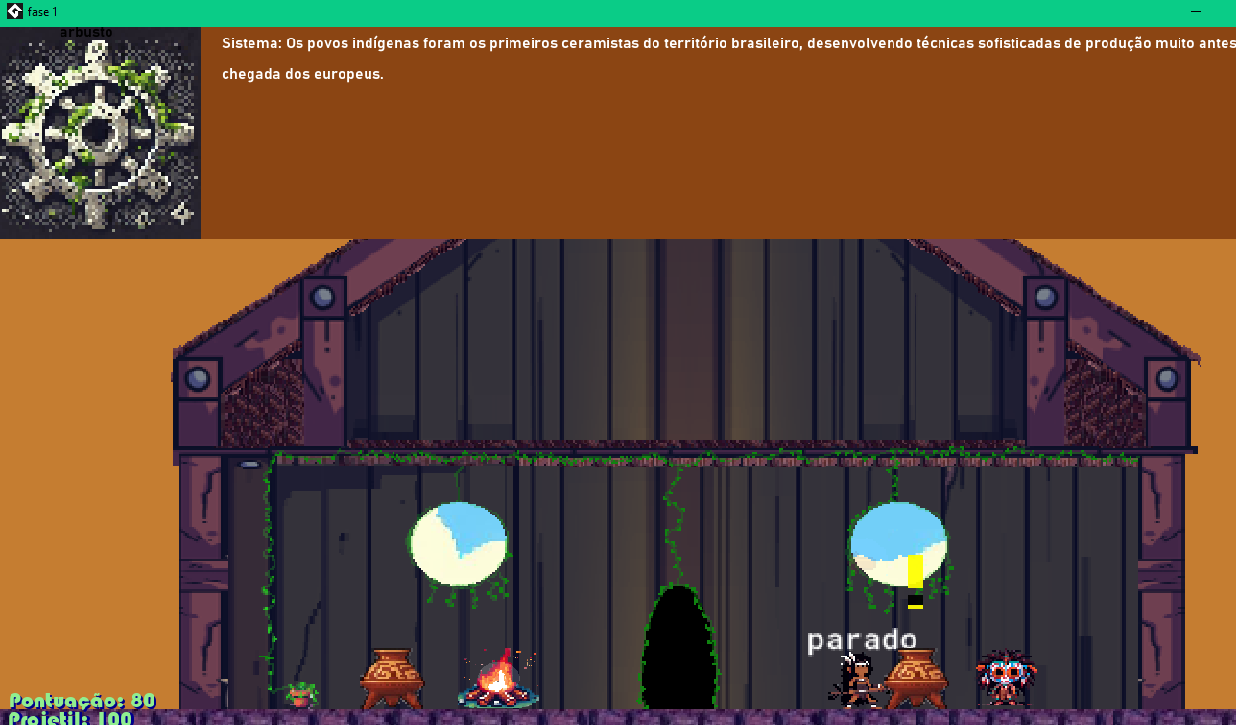 fase 1
arbusto
Sistema: Os povos indígenas foram os primeiros ceramistas do território brasileiro, desenvolvendo técnicas sofisticadas de produção muito antes
chegada dos europeus.
parado
Pontuação: 80
Projetil: 100